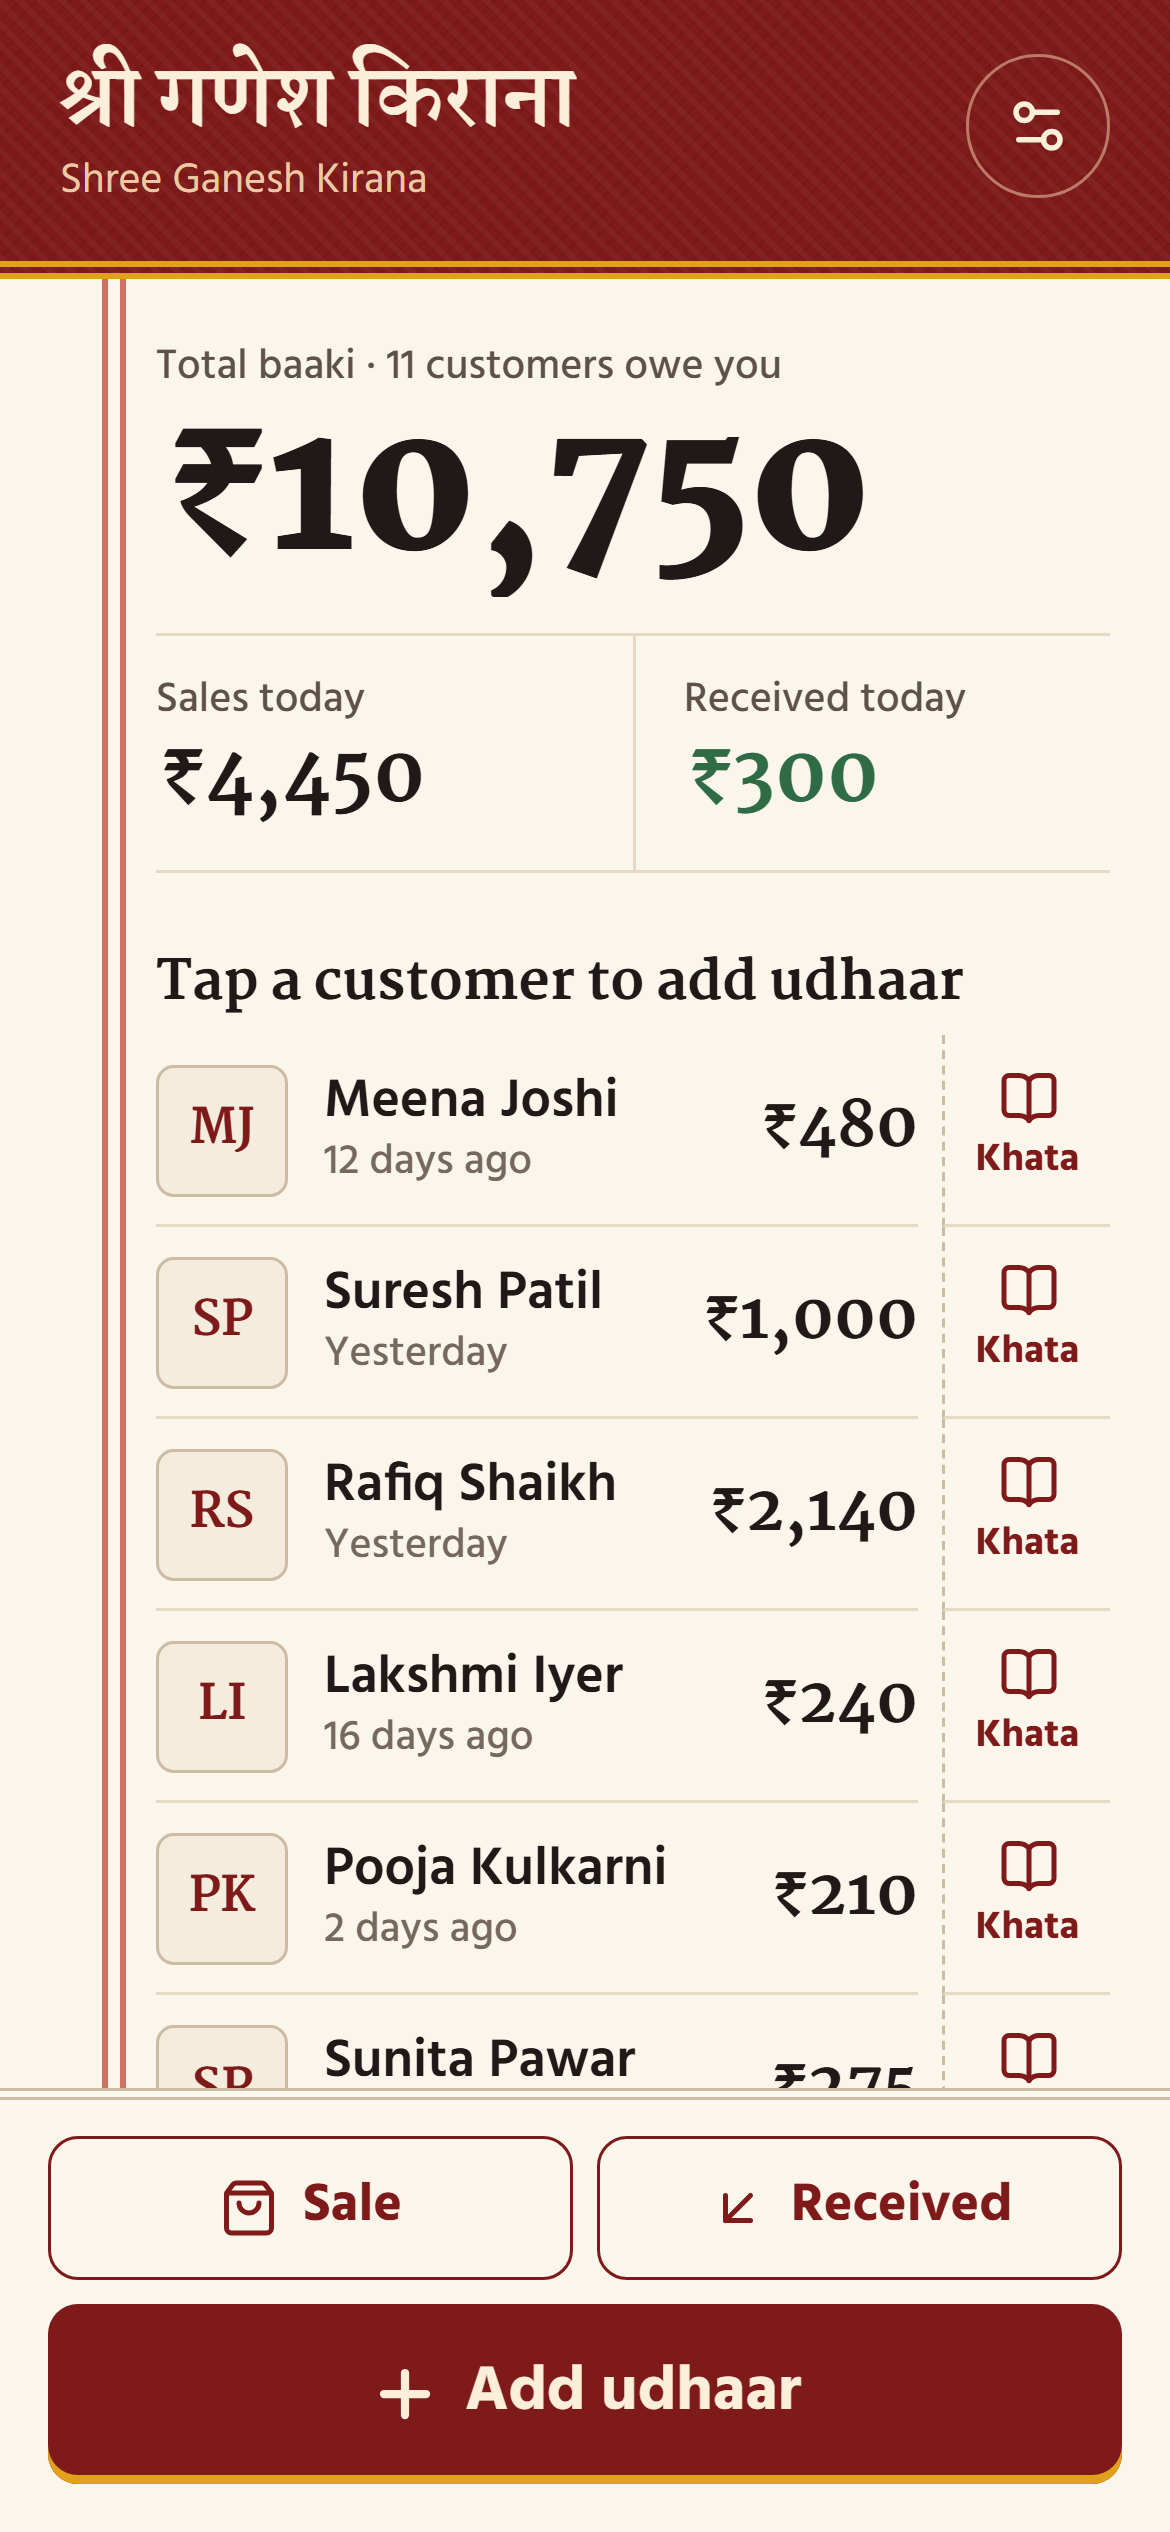 श्री गणेश किराना
Shree Ganesh Kirana
Total baaki · 11 customers owe you
₹10,750
Sales today
₹4,450
Received today
₹300
Tap a customer to add udhaar
MJ
Meena Joshi
12 days ago
₹480
Khata
SP
Suresh Patil
Yesterday
₹1,000
Khata
RS
Rafiq Shaikh
Yesterday
₹2,140
Khata
LI
Lakshmi Iyer
16 days ago
₹240
Khata
PK
Pooja Kulkarni
2 days ago
₹210
Khata
SP
Sunita Pawar
₹275
Sale
Received
Add udhaar